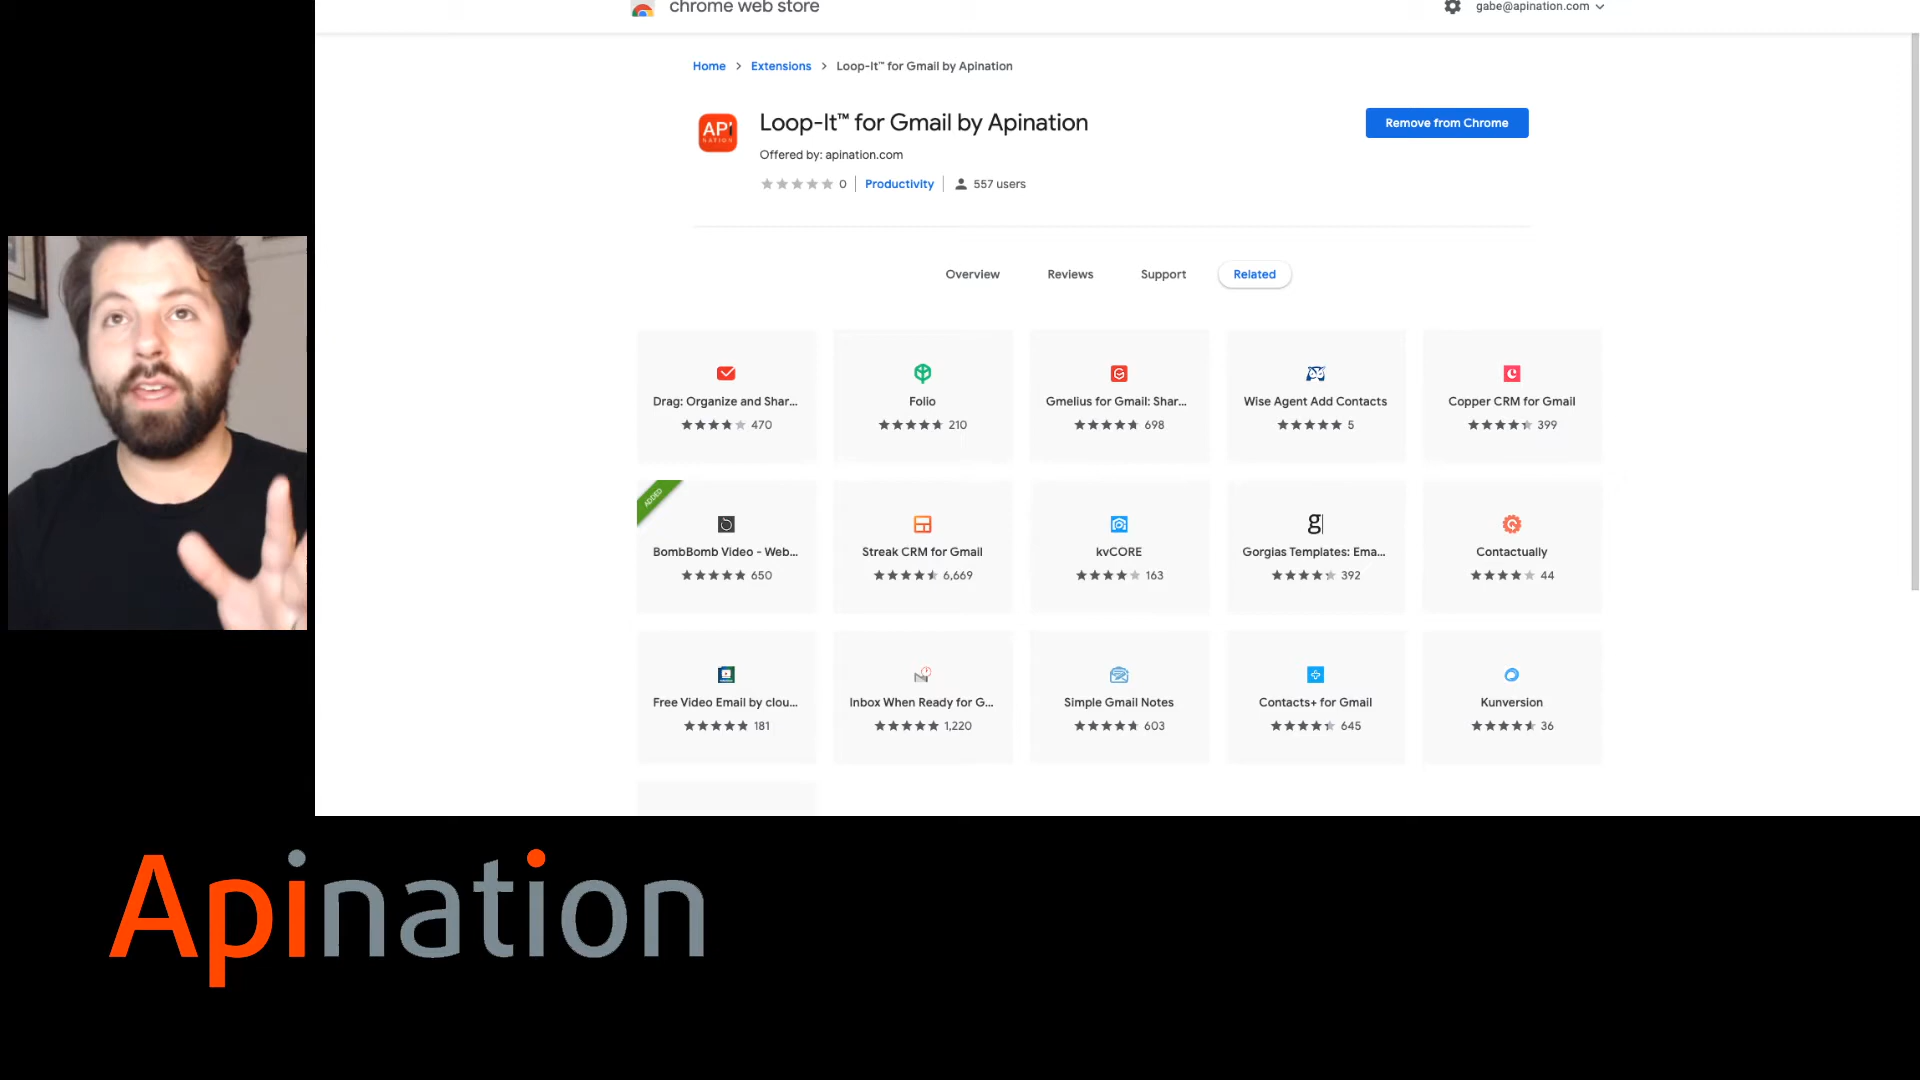 chrome web store
gabe@apination.com
Home > Extensions > Loop-It™ for Gmail by Apination
API
NATION
Loop-It™ for Gmail by Apination
Remove from Chrome
Offered by: apination.com
0 Productivity 557 users
Overview Reviews Support Related
Drag: Organize and Shar... Folio Gmelius for Gmail: Shar... Wise Agent Add Contacts Copper CRM for Gmail
470 210 698 5 399
ADDED
g
BombBomb Video - Web... Streak CRM for Gmail kvCORE Gorgias Templates: Ema... Contactually
650 6,669 163 392 44
Free Video Email by clou... Inbox When Ready for G... Simple Gmail Notes Contacts+ for Gmail Kunversion
181 1,220 603 645 36
Apination